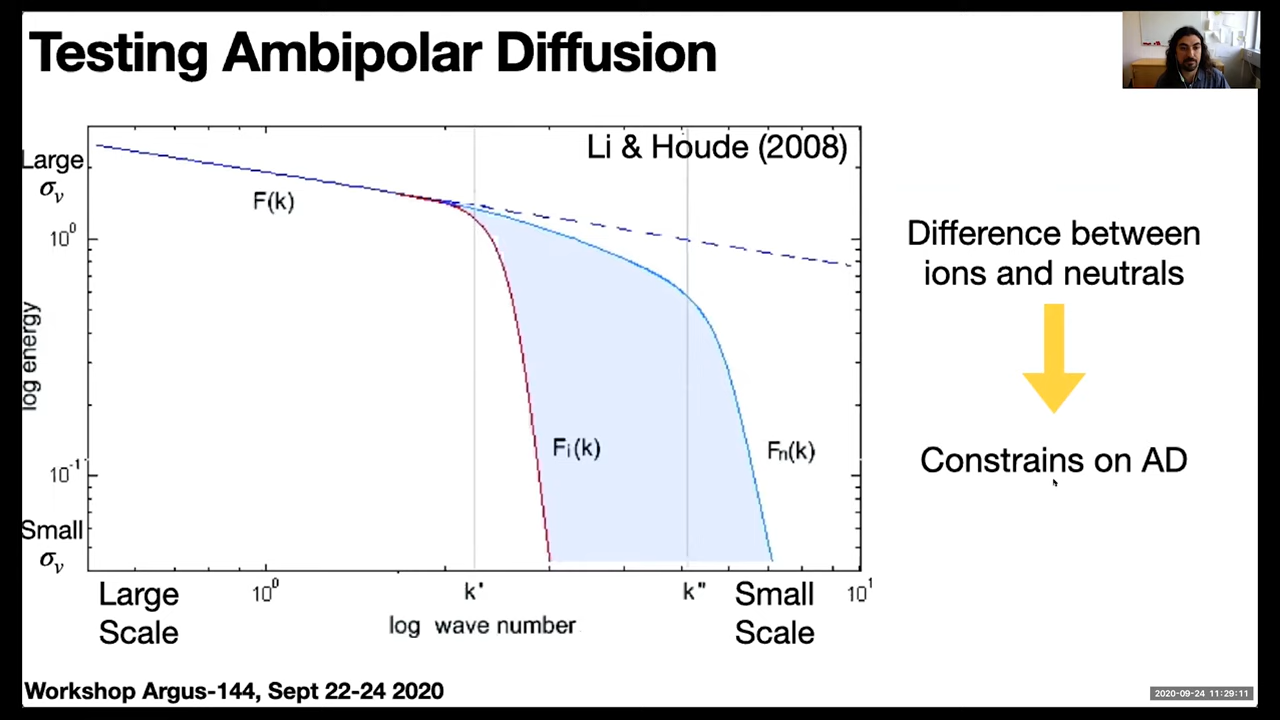 Testing Ambipolar Diffusion
Li & Houde (2008)
Large
σᵥ
F(k)
10⁰
log energy
Fᵢ(k)
Fₙ(k)
10⁻¹
Small
σᵥ
Large
Scale
10⁰
k'
k"
Small
Scale
10¹
log wave number
Difference between
ions and neutrals
Constrains on AD
Workshop Argus-144, Sept 22-24 2020
2020-09-24 11:29:11